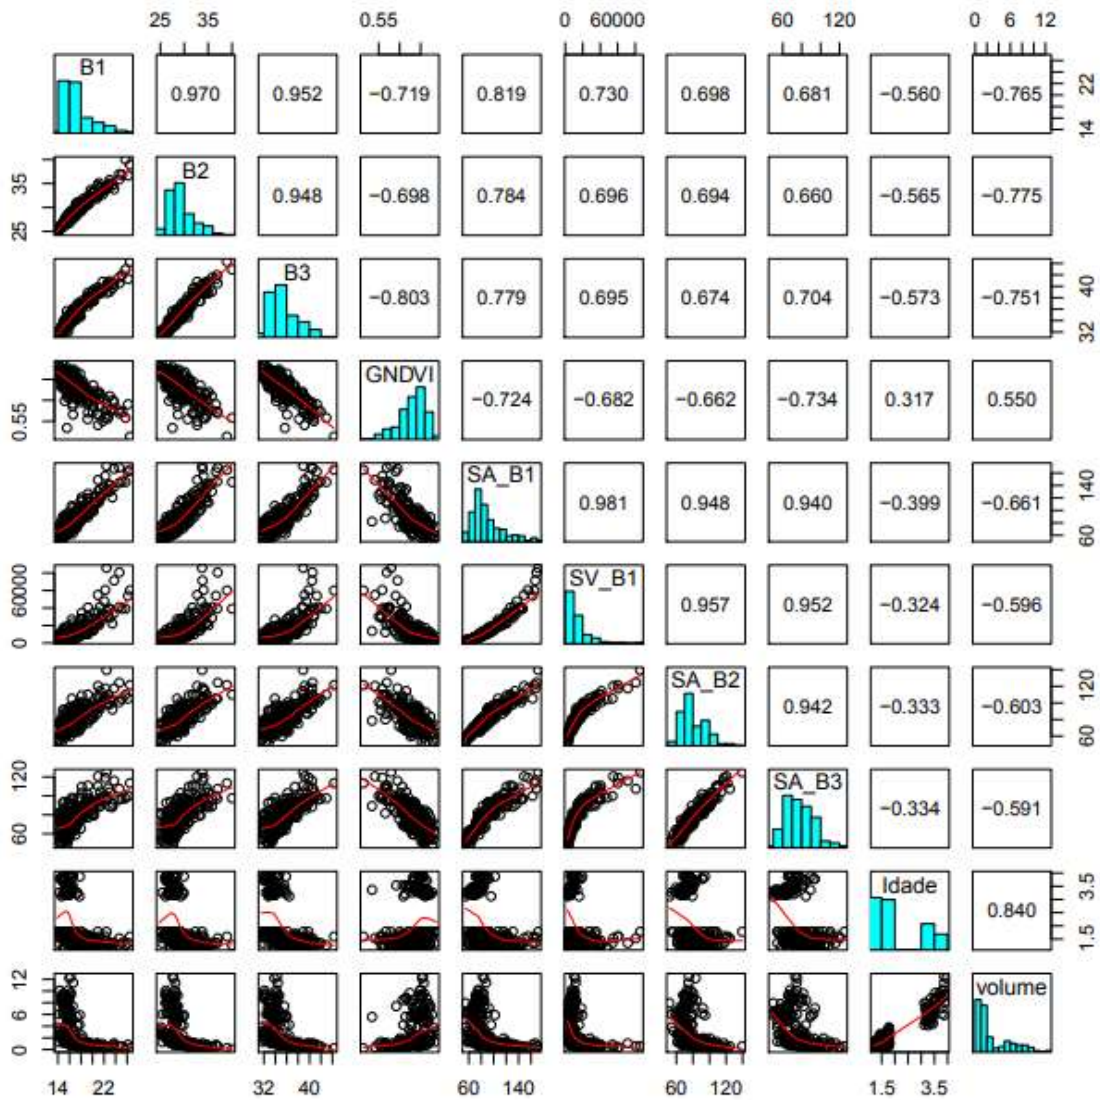 25 35 0.55 0 60000 60 120 0 6 12
B1 0.970 0.952 −0.719 0.819 0.730 0.698 0.681 −0.560 −0.765 14 22
25 35 B2 0.948 −0.698 0.784 0.696 0.694 0.660 −0.565 −0.775
B3 −0.803 0.779 0.695 0.674 0.704 −0.573 −0.751 32 40
0.55 GNDVI −0.724 −0.682 −0.662 −0.734 0.317 0.550
SA_B1 0.981 0.948 0.940 −0.399 −0.661 60 140
0 60000 SV_B1 0.957 0.952 −0.324 −0.596
SA_B2 0.942 −0.333 −0.603 60 120
60 120 SA_B3 −0.334 −0.591
Idade 0.840 1.5 3.5
0 6 12 volume
14 22 32 40 60 140 60 120 1.5 3.5